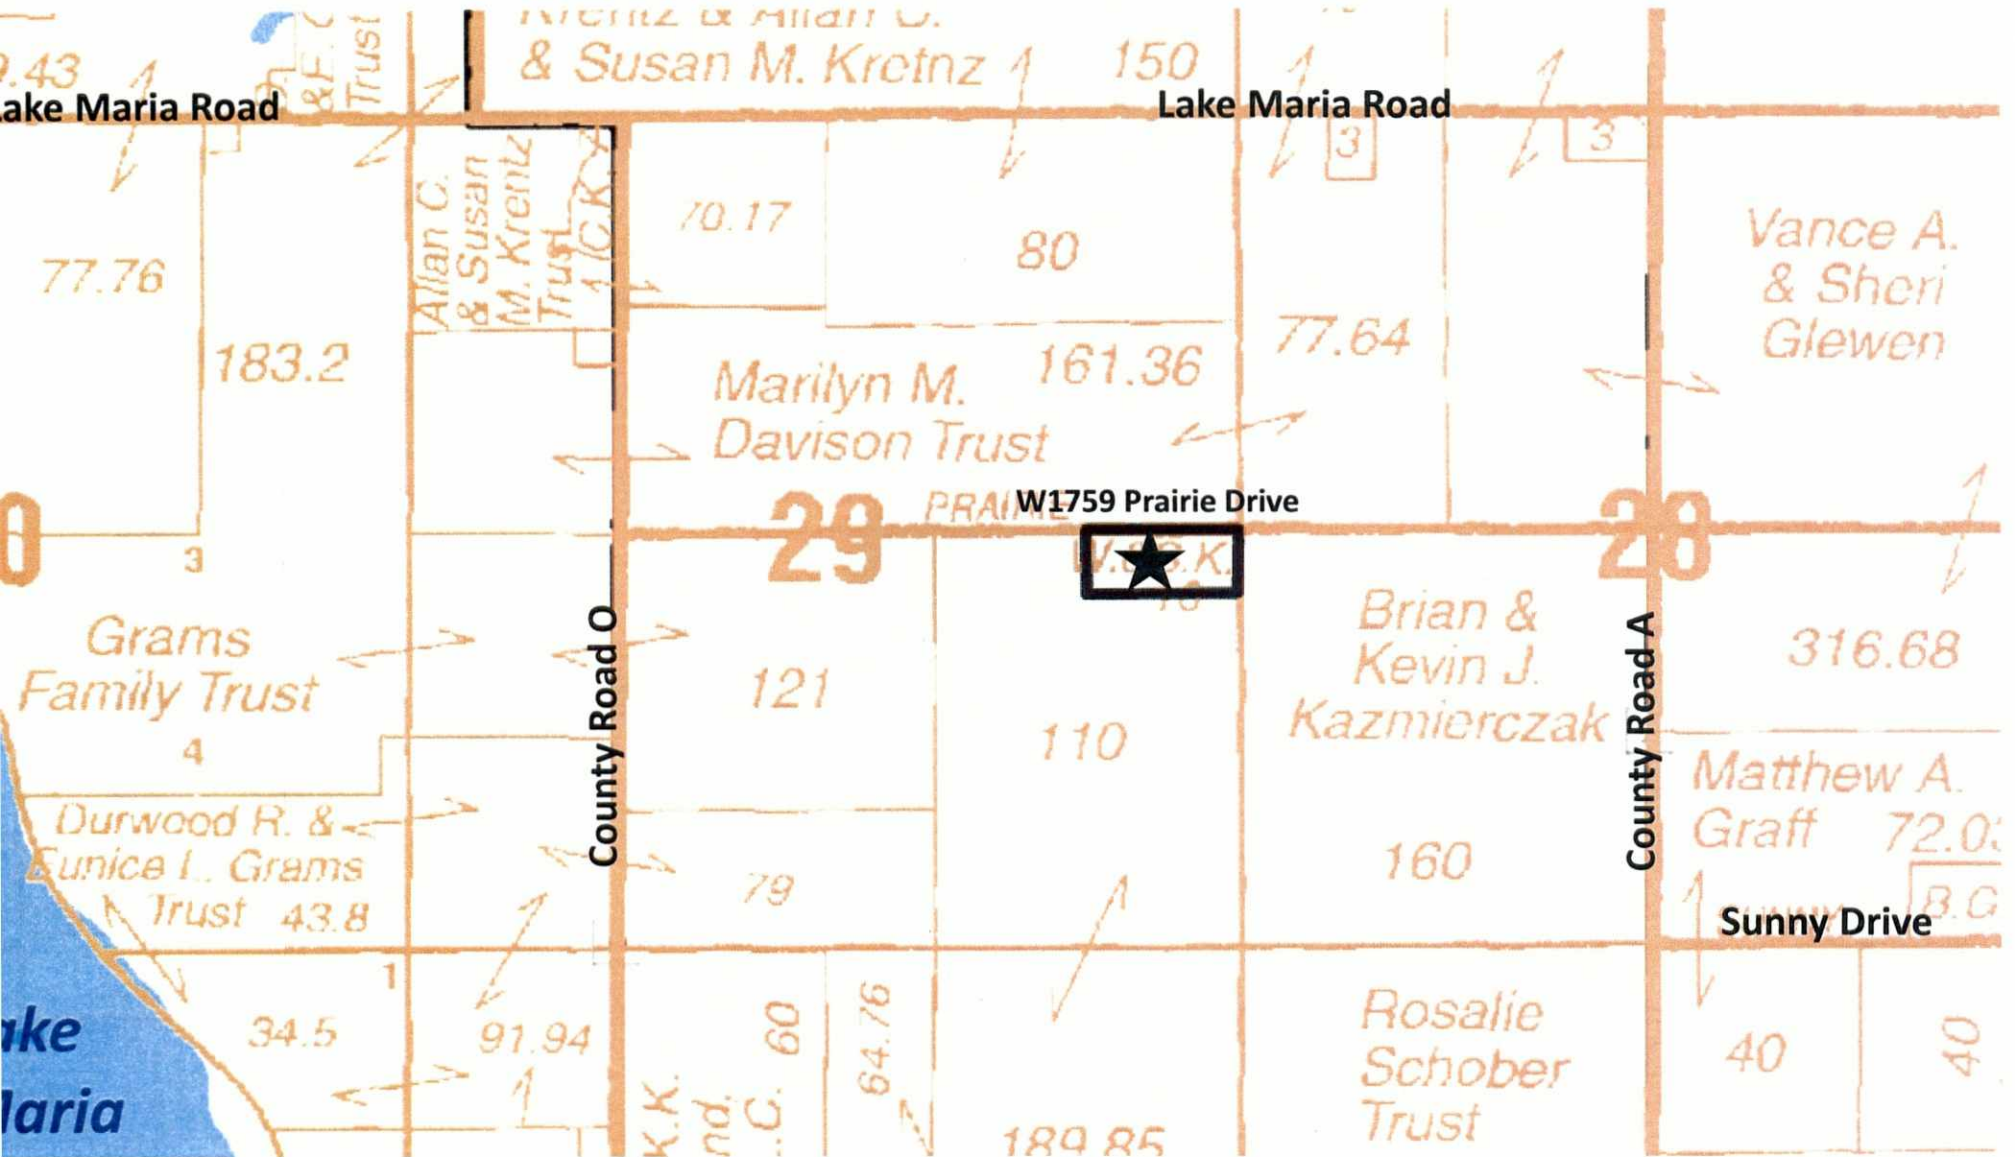 & Susan M. Kretnz
150
Trust
Lake Maria Road
Lake Maria Road
3
3
Allan C.
& Susan
M. Krentz
Trust
70.17
80
77.76
183.2
Vance A.
& Sheri
Glewen
Marilyn M.
Davison Trust
161.36
77.64
PRAIRIE
W1759 Prairie Drive
29
28
3
Grams
Family Trust
4
County Road O
121
110
Brian &
Kevin J.
Kazmierczak
160
County Road A
316.68
Durwood R. &
Eunice L. Grams
Trust 43.8
79
Matthew A.
Graff
Sunny Drive
1
34.5
91.94
60
64.76
189.85
Rosalie
Schober
Trust
40
40